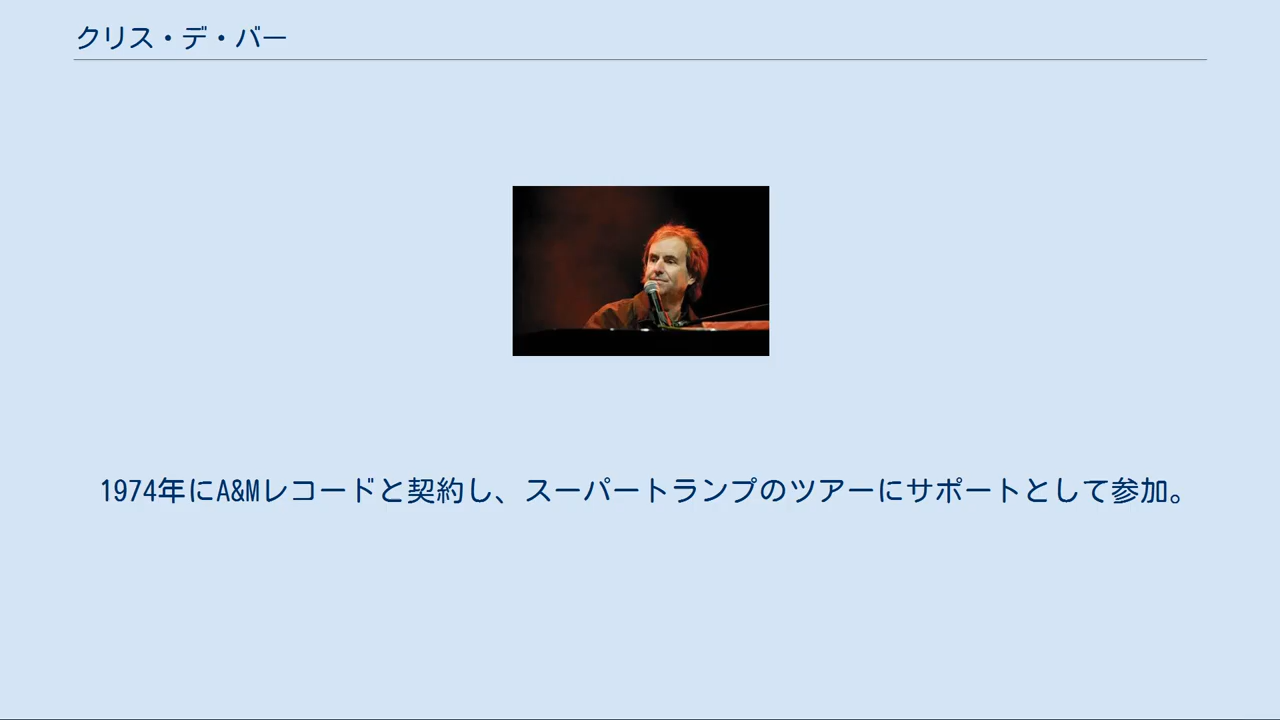 クリス・デ・バー
1974年にA&Mレコードと契約し、スーパートランプのツアーにサポートとして参加。